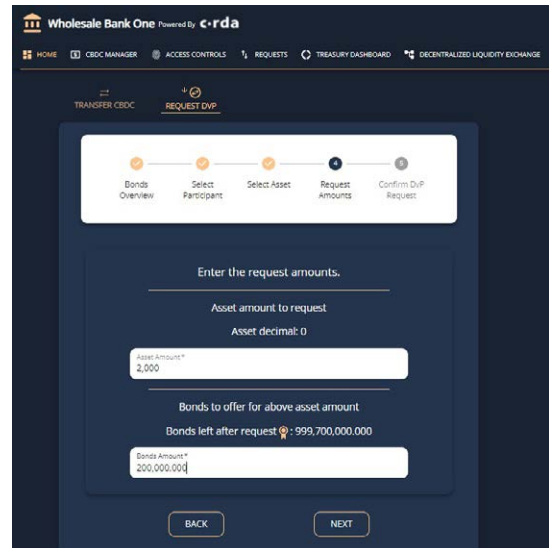 Wholesale Bank One Powered By c·rda
HOME CBDC MANAGER ACCESS CONTROLS REQUESTS TREASURY DASHBOARD DECENTRALIZED LIQUIDITY EXCHANGE
TRANSFER CBDC REQUEST DVP
4 5
Bonds Overview Select Participant Select Asset Request Amounts Confirm DvP Request
Enter the request amounts.
Asset amount to request
Asset decimal: 0
Asset Amount*
2,000
Bonds to offer for above asset amount
Bonds left after request : 999,700,000.000
Bonds Amount*
200,000.000
BACK NEXT